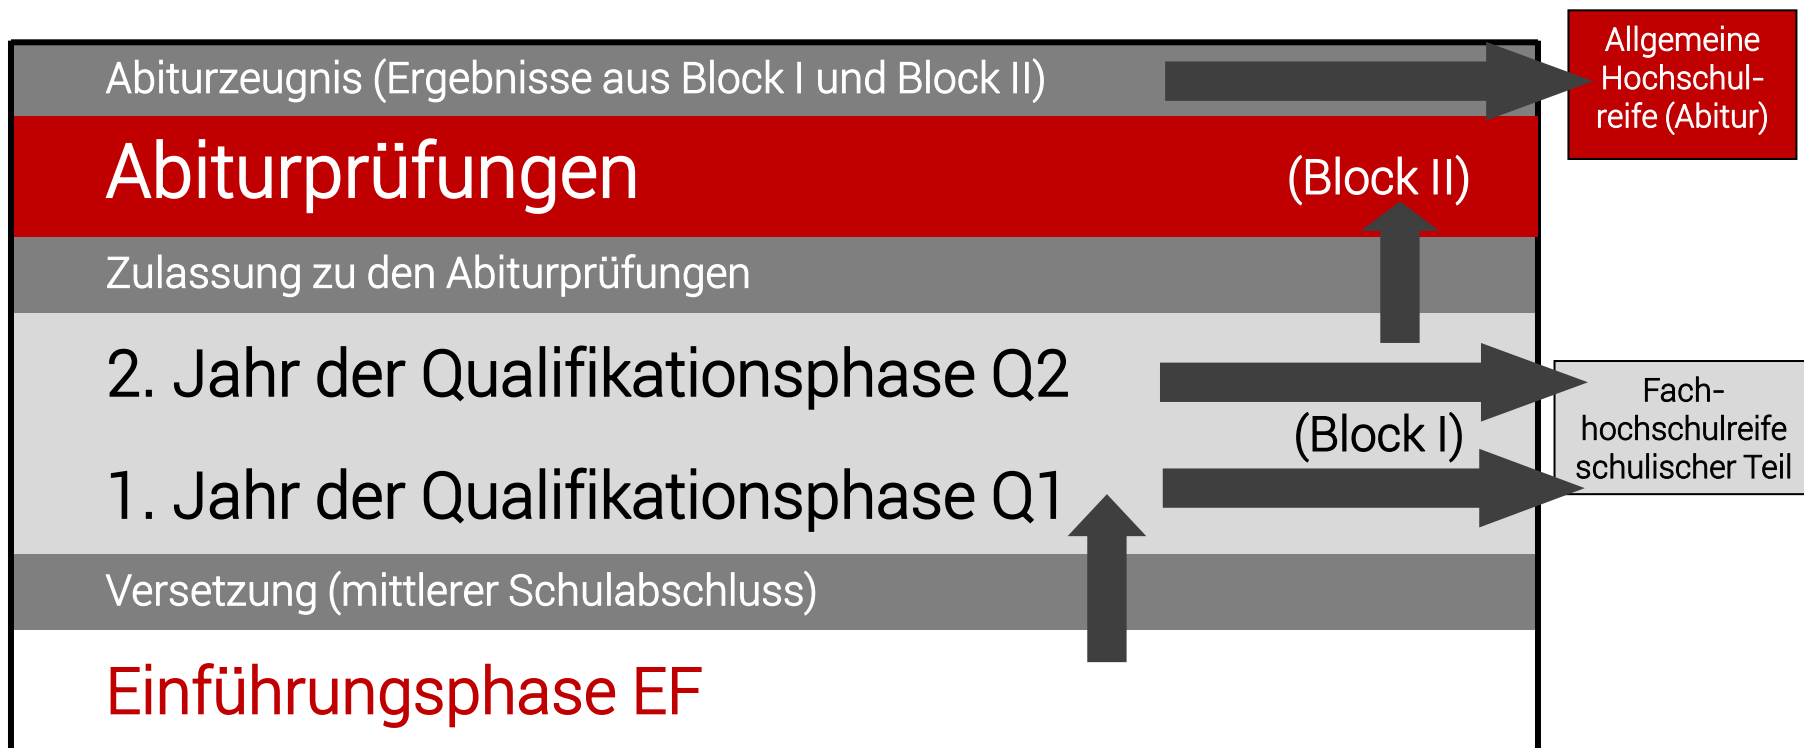 Abiturzeugnis (Ergebnisse aus Block I und Block II)
Allgemeine
Hochschul-
reife (Abitur)
Abiturprüfungen
(Block II)
Zulassung zu den Abiturprüfungen
2. Jahr der Qualifikationsphase Q2
(Block I)
Fach-
hochschulreife
schulischer Teil
1. Jahr der Qualifikationsphase Q1
Versetzung (mittlerer Schulabschluss)
Einführungsphase EF